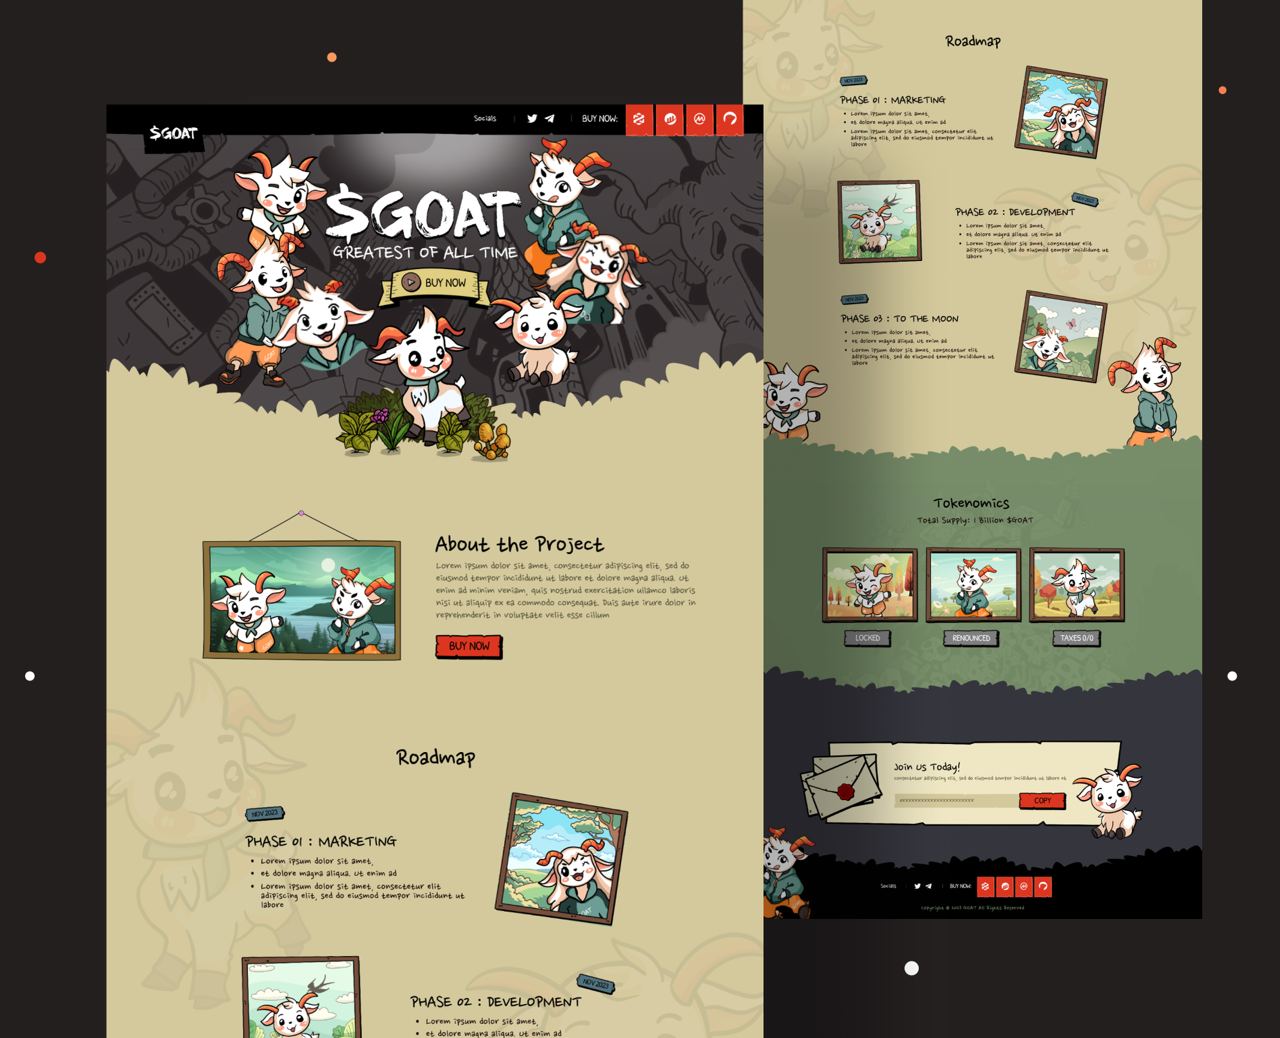 $GOAT
Socials
BUY NOW:
$GOAT
GREATEST OF ALL TIME
BUY NOW
About the Project
Lorem ipsum dolor sit amet, consectetur adipiscing elit, sed do
eiusmod tempor incididunt ut labore et dolore magna aliqua. Ut
enim ad minim veniam, quis nostrud exercitation ullamco laboris
nisi ut aliquip ex ea commodo consequat. Duis aute irure dolor in
reprehenderit in voluptate velit esse cillum
BUY NOW
Roadmap
NOV 2023
PHASE 01 : MARKETING
Lorem ipsum dolor sit amet,
et dolore magna aliqua. Ut enim ad
Lorem ipsum dolor sit amet, consectetur elit
adipiscing elit, sed do eiusmod tempor incididunt ut
labore
NOV 2023
PHASE 02 : DEVELOPMENT
Lorem ipsum dolor sit amet,
et dolore magna aliqua. Ut enim ad
Roadmap
NOV 2023
PHASE 01 : MARKETING
Lorem ipsum dolor sit amet,
et dolore magna aliqua. Ut enim ad
Lorem ipsum dolor sit amet, consectetur elit
adipiscing elit, sed do eiusmod tempor incididunt ut
labore
NOV 2023
PHASE 02 : DEVELOPMENT
Lorem ipsum dolor sit amet,
et dolore magna aliqua. Ut enim ad
Lorem ipsum dolor sit amet, consectetur elit
adipiscing elit, sed do eiusmod tempor incididunt ut
labore
NOV 2023
PHASE 03 : TO THE MOON
Lorem ipsum dolor sit amet,
et dolore magna aliqua. Ut enim ad
Lorem ipsum dolor sit amet, consectetur elit
adipiscing elit, sed do eiusmod tempor incididunt ut
labore
Tokenomics
Total Supply: 1 Billion $GOAT
LOCKED
RENOUNCED
TAXES 0/0
Join Us Today!
consectetur adipiscing elit, sed do eiusmod tempor incididunt ut labore et
COPY
Socials
BUY NOW:
Copyright © 2023 GOAT All Rights Reserved